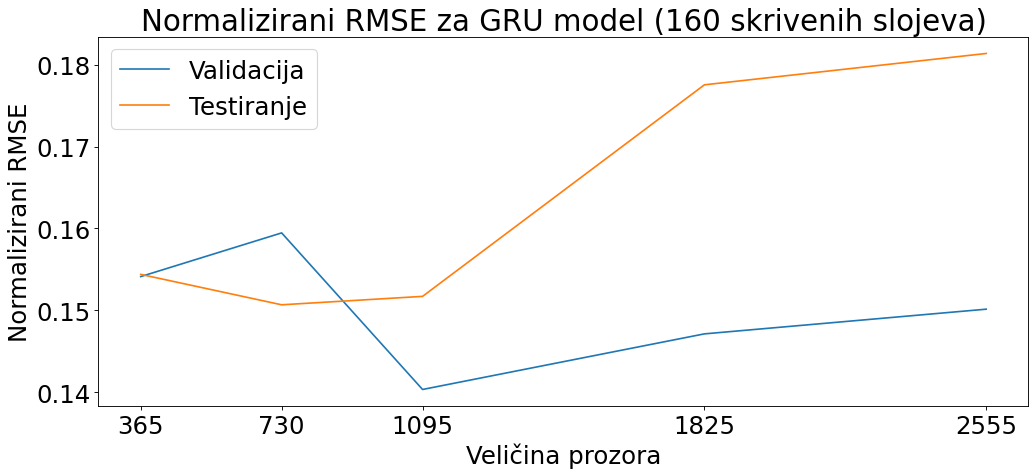 Normalizirani RMSE za GRU model (160 skrivenih slojeva)
Validacija
Testiranje
Normalizirani RMSE
0.18
0.17
0.16
0.15
0.14
365 730 1095 1825 2555
Veličina prozora